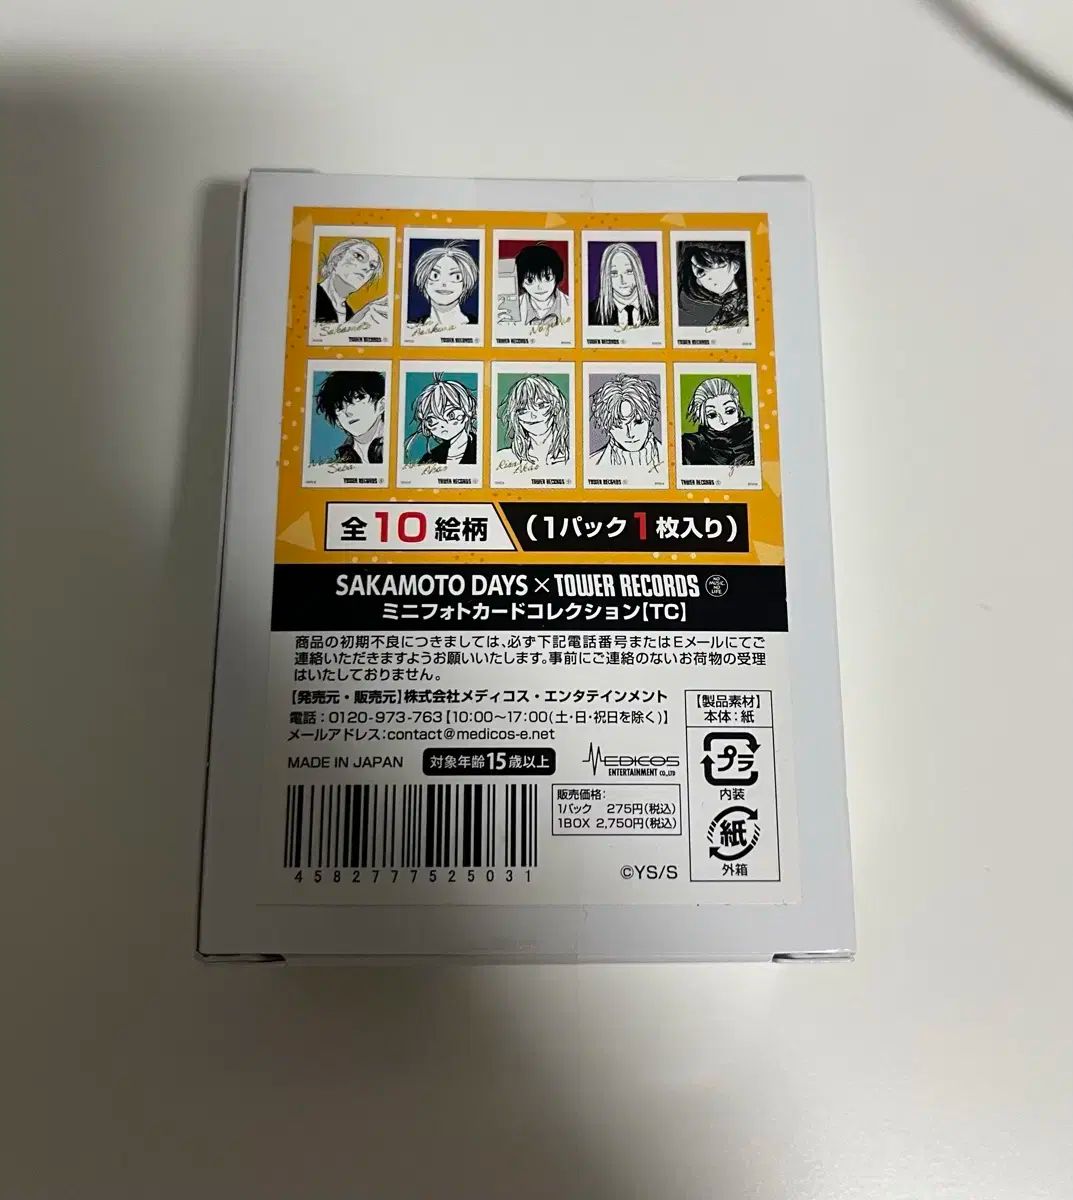 Sakamoto
TOWER RECORDS
Asakura
TOWER RECORDS
Nagumo
TOWER RECORDS
TOWER RECORDS
TOWER RECORDS
Seba
TOWER RECORDS
Akao
TOWER RECORDS
Rion Akao
TOWER RECORDS
X
TOWER RECORDS
TOWER RECORDS
全10絵柄
(1パック1枚入り)
SAKAMOTO DAYS×TOWER RECORDS NO MUSIC NO LIFE
ミニフォトカードコレクション【TC】
商品の初期不良につきましては、必ず下記電話番号またはEメールにてご
連絡いただきますようお願いいたします。事前にご連絡のないお荷物の受理
はいたしておりません。
【発売元・販売元】株式会社メディコス・エンタテインメント
電話:0120-973-763【10:00〜17:00(土・日・祝日を除く)】
メールアドレス:contact@medicos-e.net
MADE IN JAPAN
対象年齢15歳以上
MEDICOS
ENTERTAINMENT CO.,LTD
販売価格:
1パック 275円(税込)
1BOX 2,750円(税込)
【製品素材】
本体:紙
プラ
内装
紙
外箱
4582777525031
©YS/S